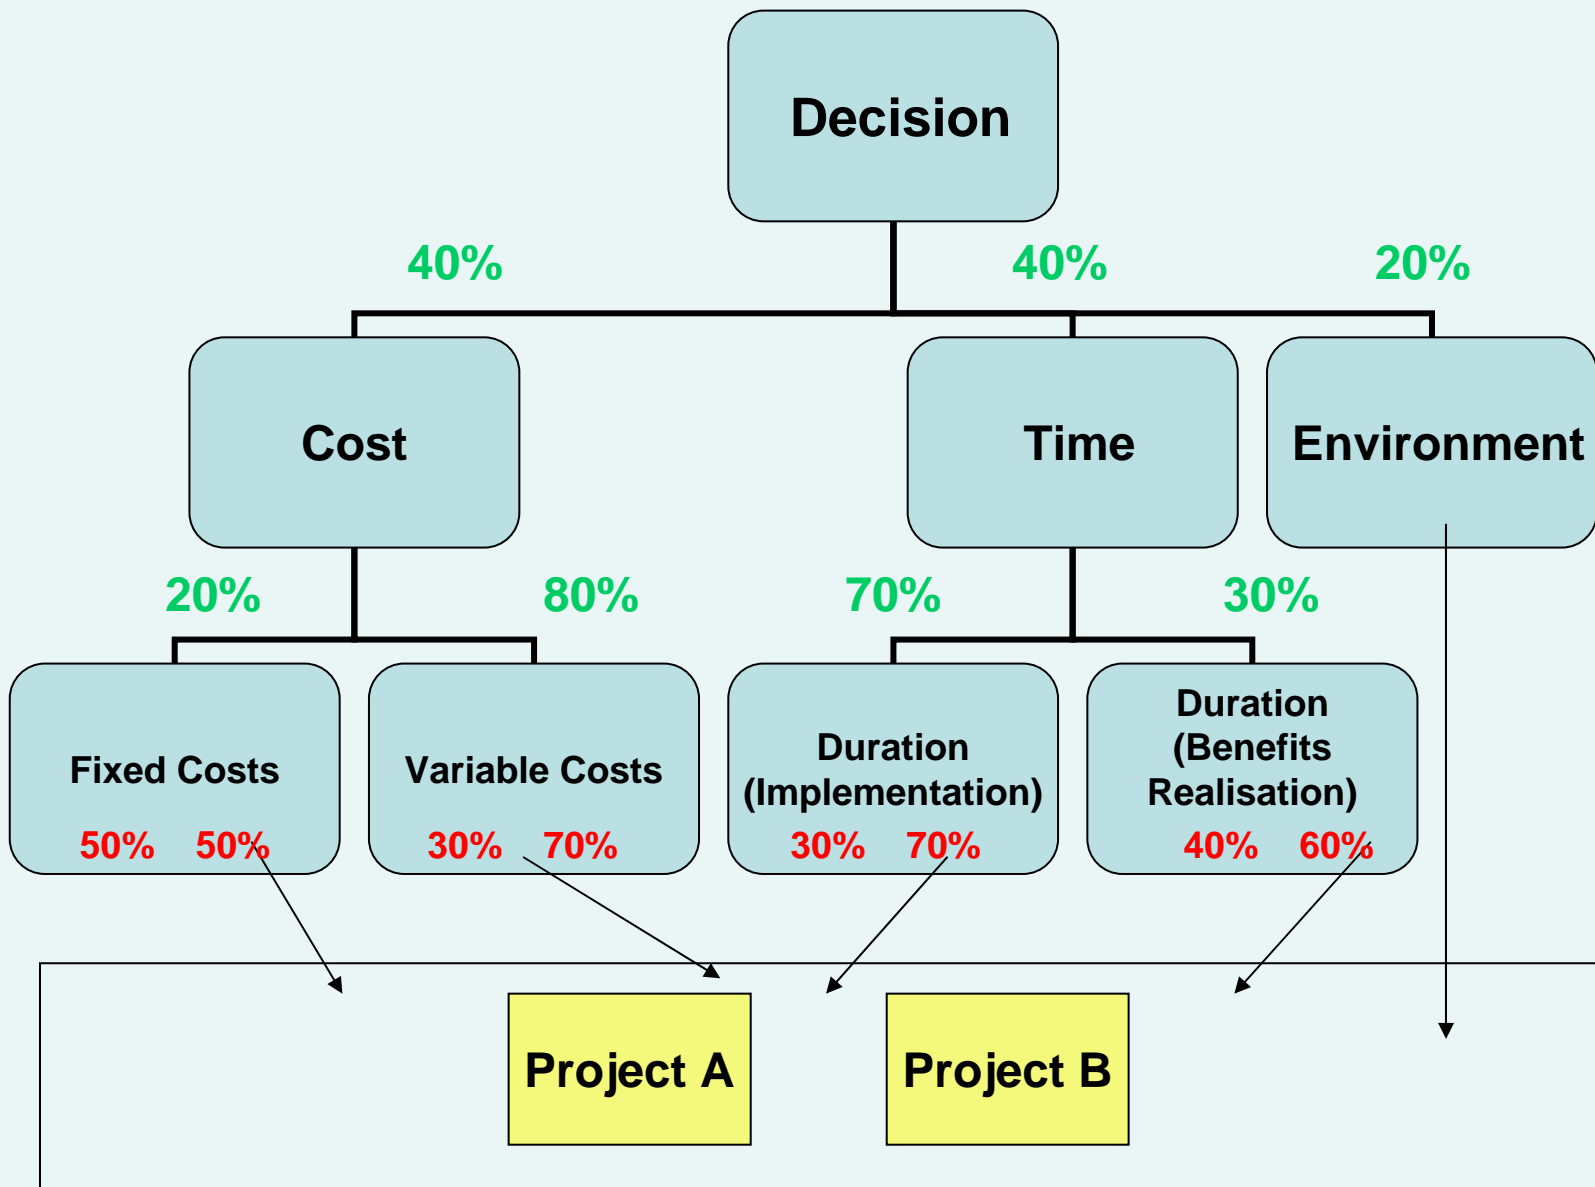 Decision
40%
40%
20%
Cost
Time
Environment
20%
80%
70%
30%
Fixed Costs
50% 50%
Variable Costs
30% 70%
Duration
(Implementation)
30% 70%
Duration
(Benefits
Realisation)
40% 60%
Project A
Project B